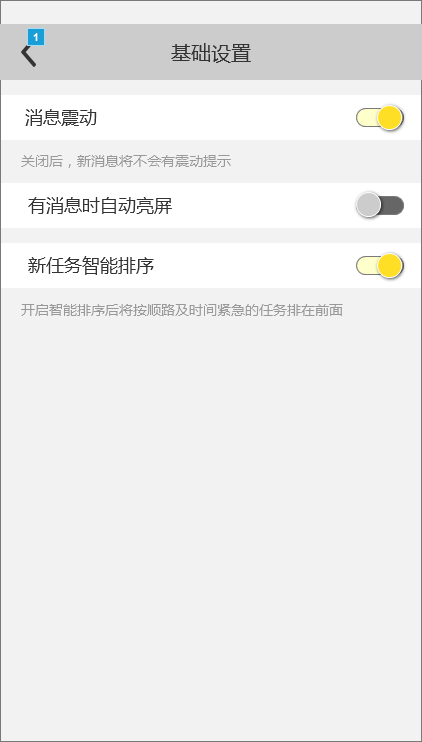 1
基础设置
消息震动
关闭后，新消息将不会有震动提示
有消息时自动亮屏
新任务智能排序
开启智能排序后将按顺路及时间紧急的任务排在前面